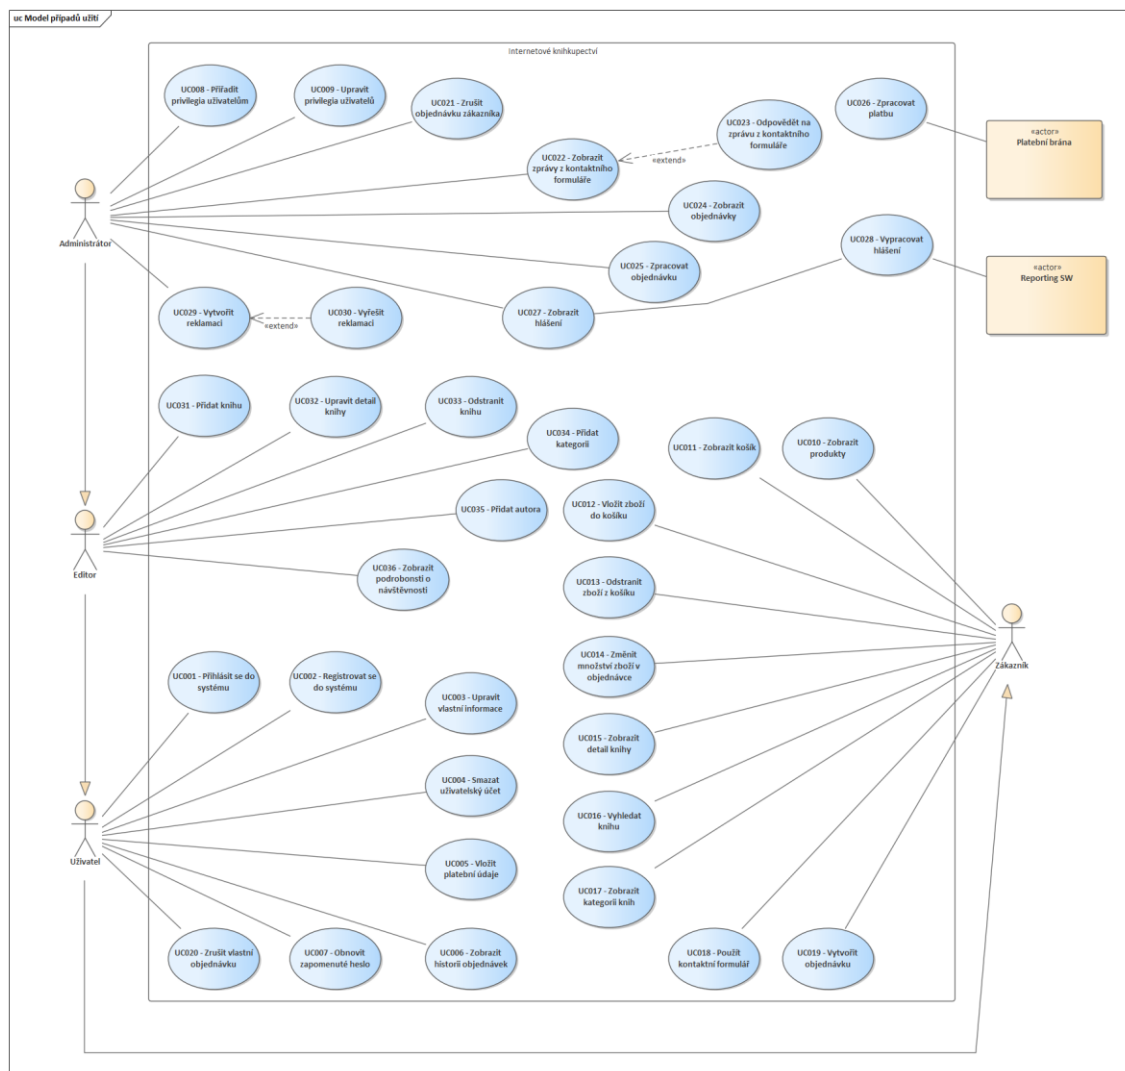 uc Model případů užití
Internetové knihkupectví
UC008 - Přiřadit
privilegia uživatelům
UC009 - Upravit
privilegia uživatelů
UC021 - Zrušit
objednávku zákazníka
UC022 - Zobrazit
zprávy z kontaktního
formuláře
«extend»
UC023 - Odpovědět na
zprávu z kontaktního
formuláře
UC026 - Zpracovat
platbu
«actor»
Platební brána
Administrátor
UC024 - Zobrazit
objednávky
UC025 - Zpracovat
objednávku
UC028 - Vypracovat
hlášení
«actor»
Reporting SW
UC029 - Vytvořit
reklamaci
«extend»
UC030 - Vyřešit
reklamaci
UC027 - Zobrazit
hlášení
UC031 - Přidat knihu
UC032 - Upravit detail
knihy
UC033 - Odstranit
knihu
UC034 - Přidat
kategorii
UC035 - Přidat autora
UC036 - Zobrazit
podrobonsti o
návštěvnosti
Editor
UC011 - Zobrazit košík
UC010 - Zobrazit
produkty
UC012 - Vložit zboží
do košíku
UC013 - Odstranit
zboží z košíku
UC014 - Změnit
množství zboží v
objednávce
Zákazník
UC015 - Zobrazit
detail knihy
UC016 - Vyhledat
knihu
UC017 - Zobrazit
kategorii knih
UC018 - Použít
kontaktní formulář
UC019 - Vytvořit
objednávku
UC001 - Přihlásit se do
systému
UC002 - Registrovat se
do systému
UC003 - Upravit
vlastní informace
UC004 - Smazat
uživatelský účet
UC005 - Vložit
platební údaje
Uživatel
UC020 - Zrušit vlastní
objednávku
UC007 - Obnovit
zapomenuté heslo
UC006 - Zobrazit
historii objednávek